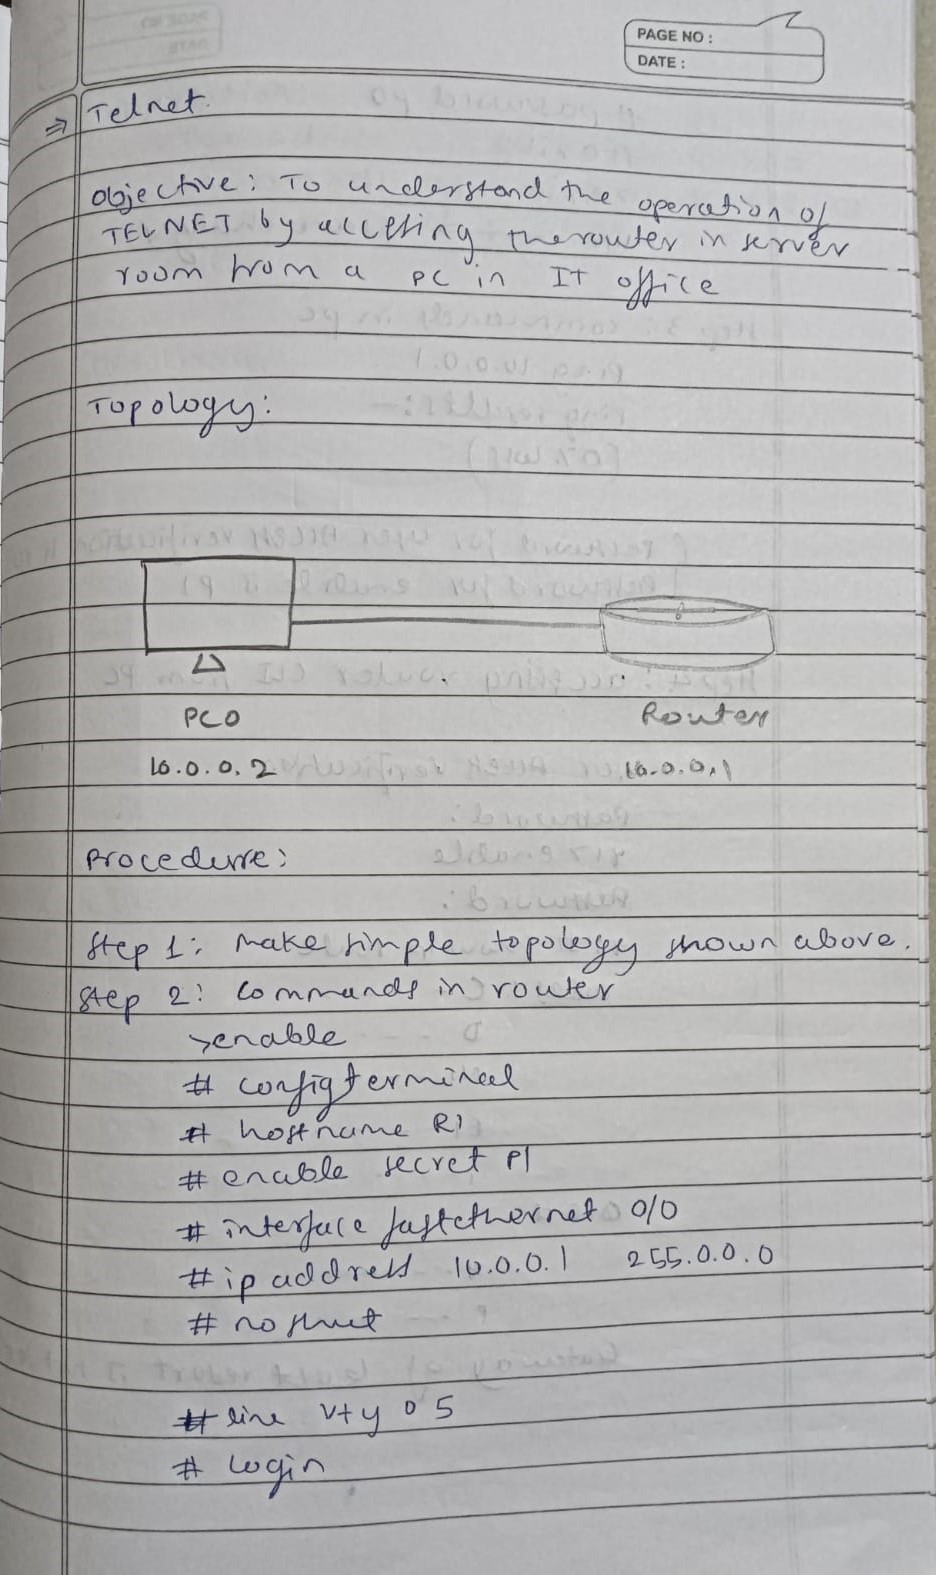 PAGE NO :
DATE :
⇒ Telnet.
Objective: To understand the operation of
TELNET by accessing the router in server
room from a PC in IT office
Topology:
PC0
Router
10.0.0.2
10.0.0.1
Procedure:
Step 1: Make simple topology shown above.
Step 2: Commands in router
>enable
# config terminal
# hostname R1
# enable secret P1
# interface fastethernet 0/0
# ip address 10.0.0.1 255.0.0.0
# no shut
# line vty 0 5
# login